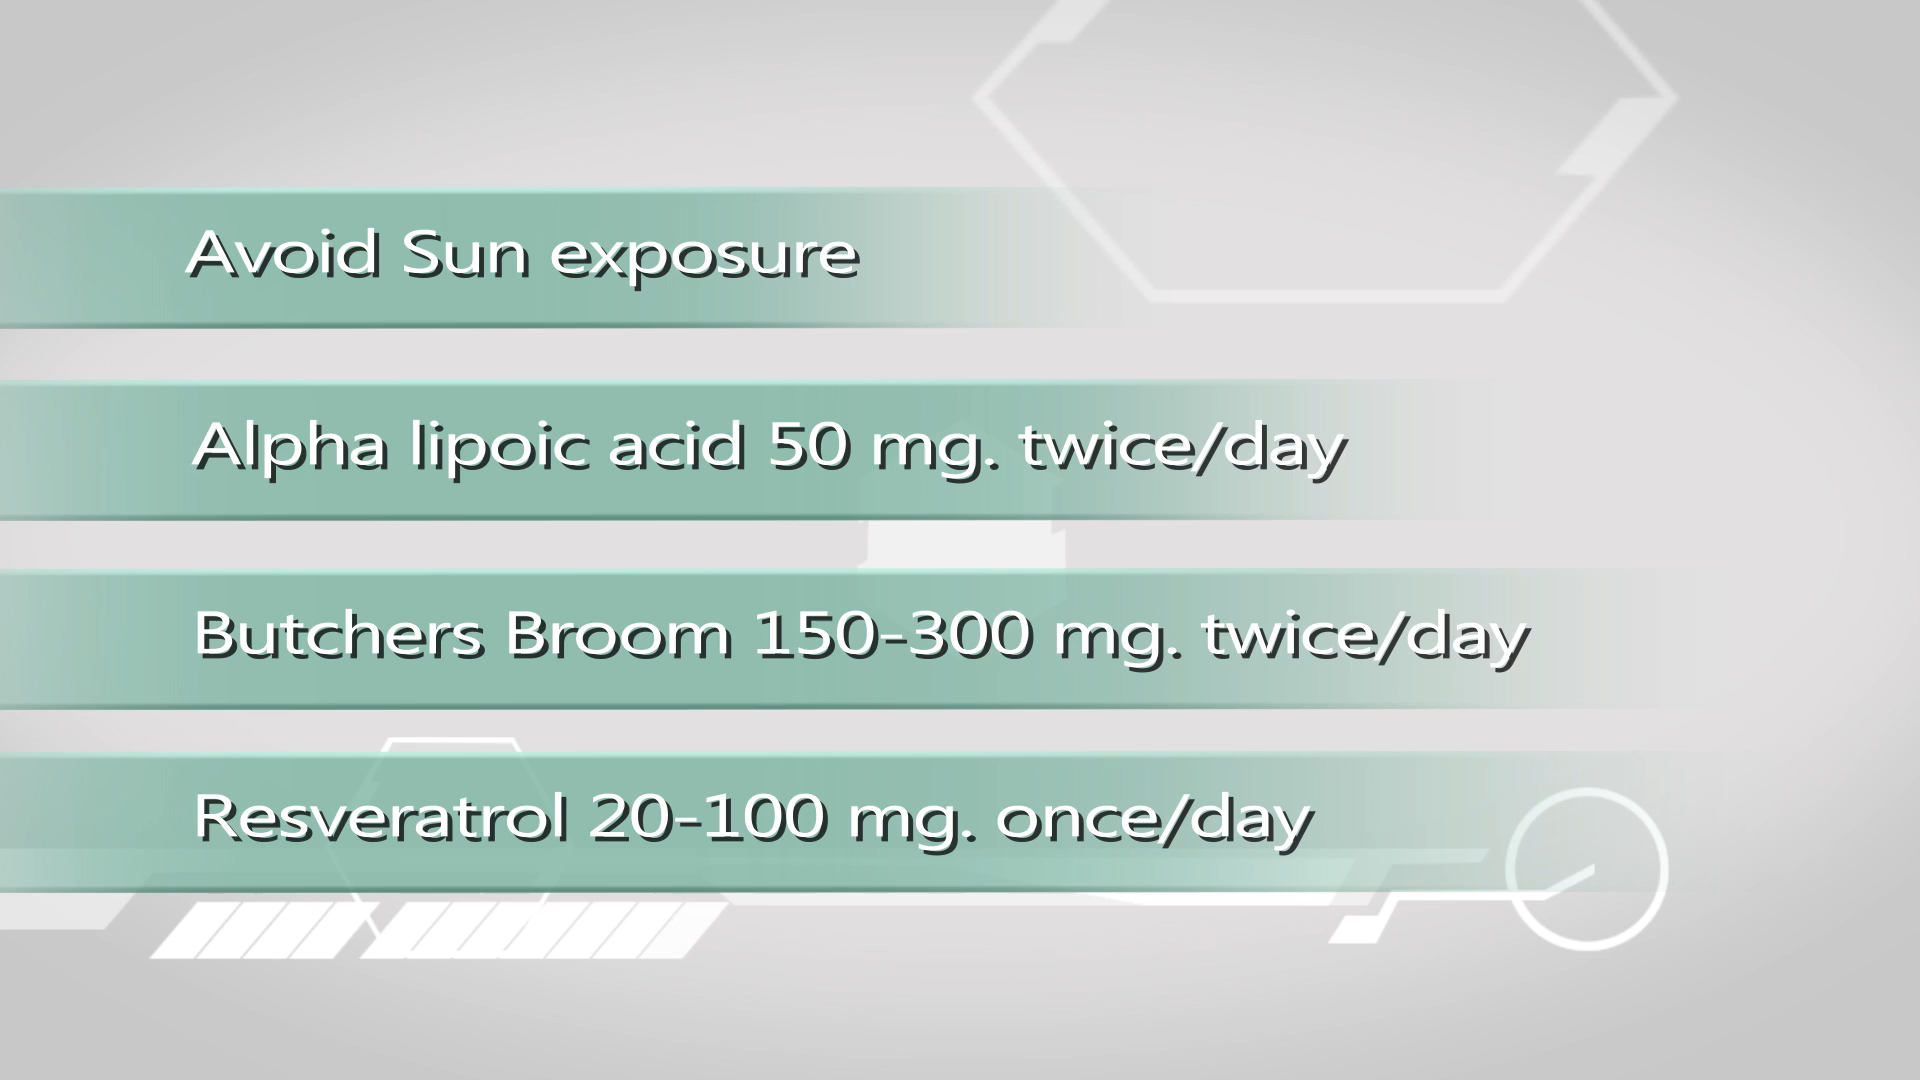 Avoid Sun exposure
Alpha lipoic acid 50 mg. twice/day
Butchers Broom 150-300 mg. twice/day
Resveratrol 20-100 mg. once/day